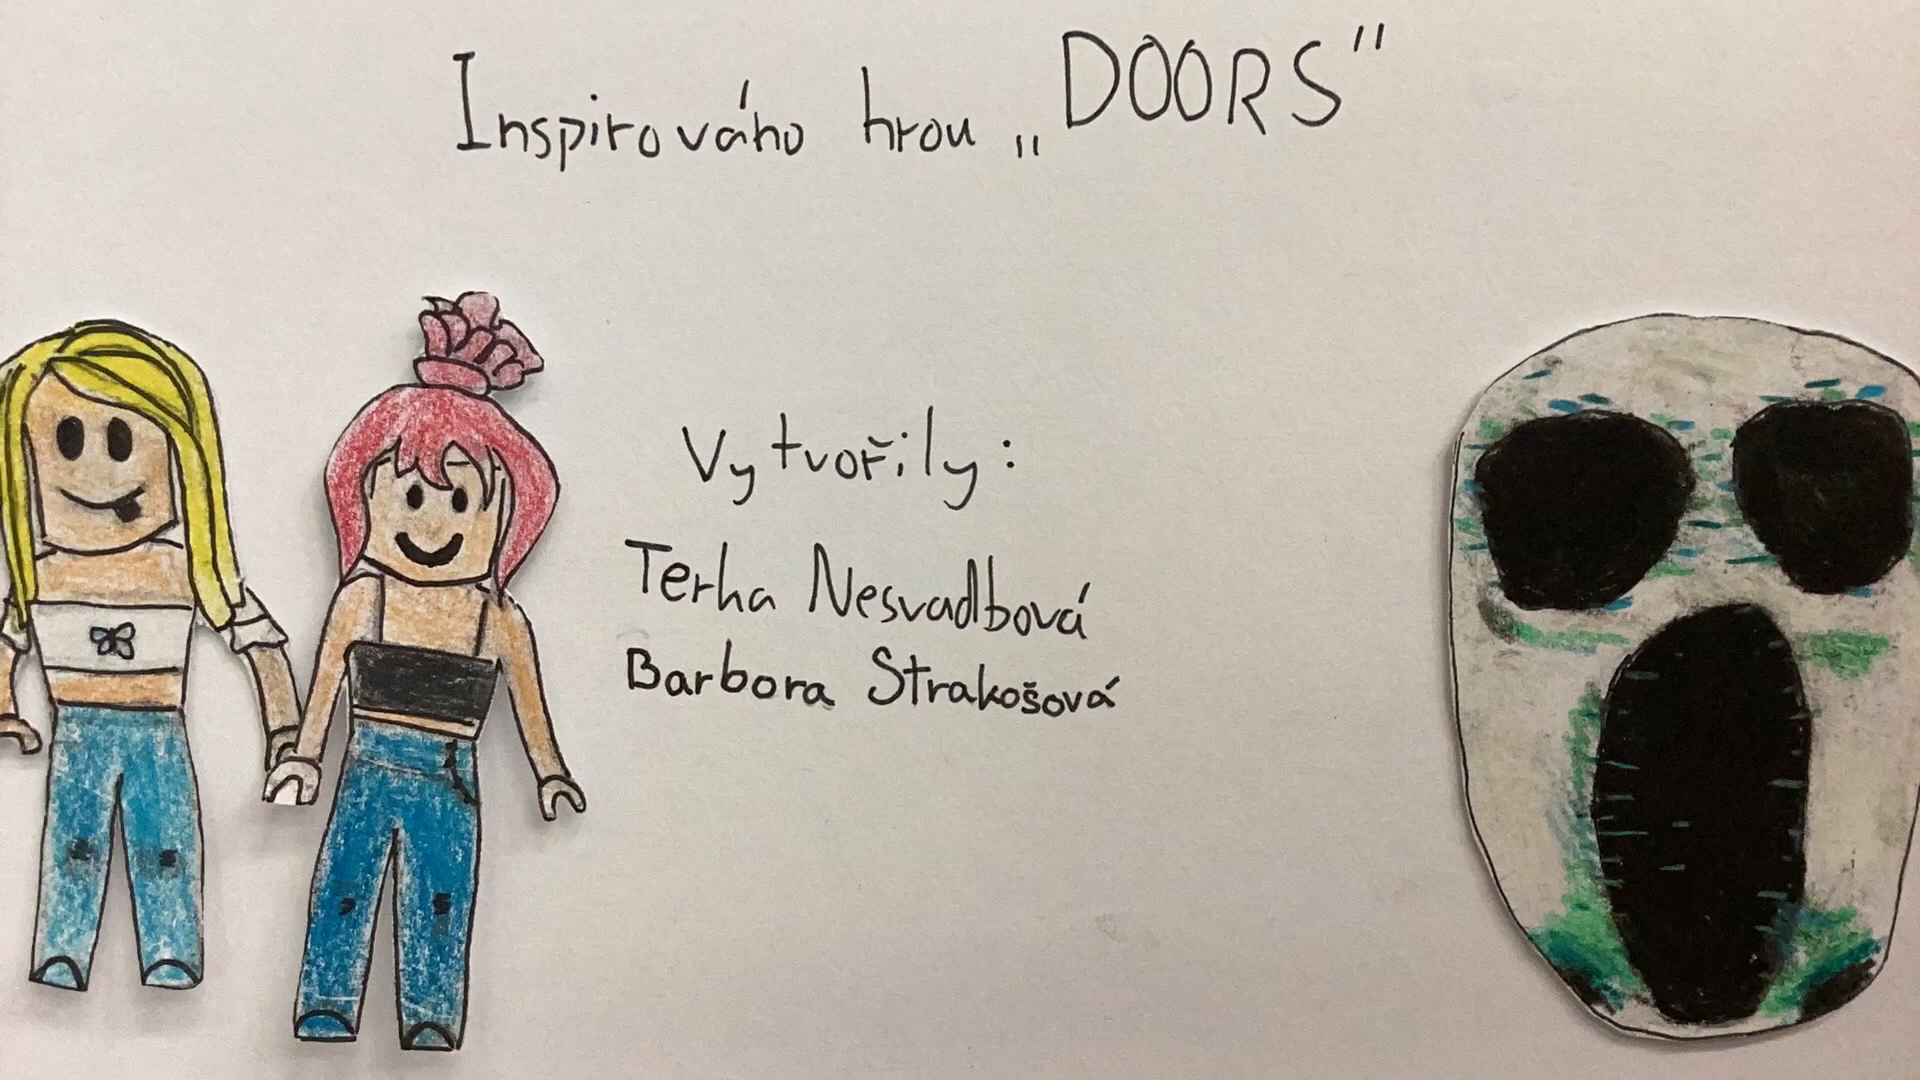 Inspirováno hrou „DOORS"
Vytvořily:
Terka Nesvadbová
Barbora Strakošová